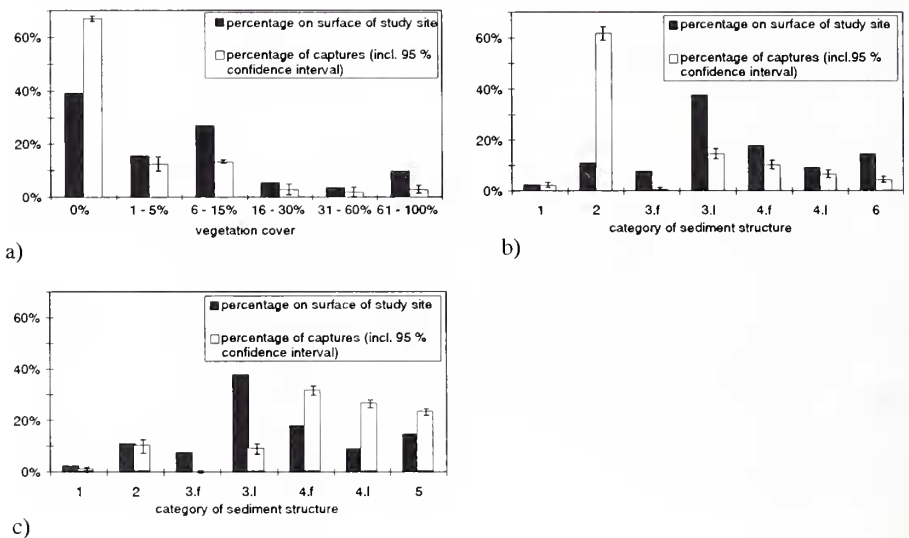 60%
40%
20%
0%
percentage on surface of study site
percentage of captures (incl. 95 %
confidence interval)
0% 1 - 5% 6 - 15% 16 - 30% 31 - 60% 61 - 100%
vegetation cover
a)
60%
40%
20%
0%
percentage on surface of study site
percentage of captures (incl.95 %
confidence interval)
1 2 3.f 3.l 4.f 4.l 6
category of sediment structure
b)
60%
40%
20%
0%
percentage on surface of study site
percentage of captures (incl. 95 %
confidence interval)
1 2 3.f 3.l 4.f 4.l 5
category of sediment structure
c)